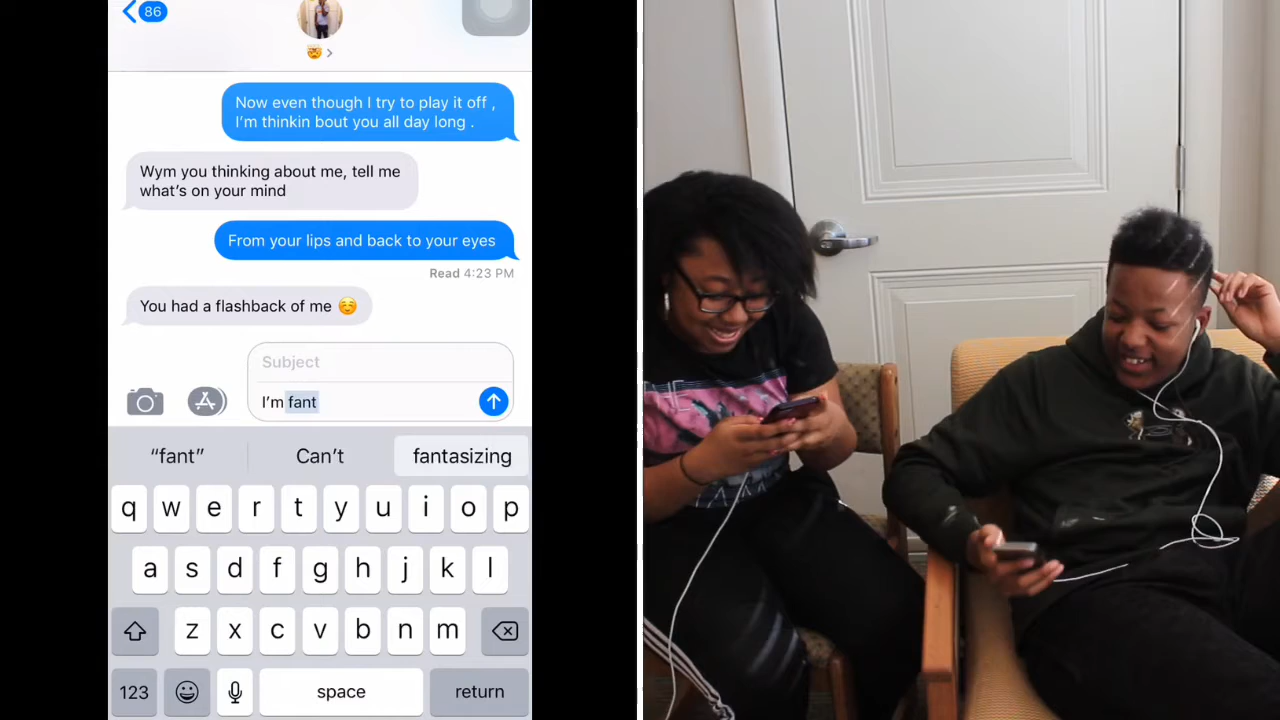 86
Now even though I try to play it off ,
I'm thinkin bout you all day long .
Wym you thinking about me, tell me
what's on your mind
From your lips and back to your eyes
Read 4:23 PM
You had a flashback of me ☺️
Subject
I'm fant
"fant" Can't fantasizing
q w e r t y u i o p
a s d f g h j k l
z x c v b n m
123 space return